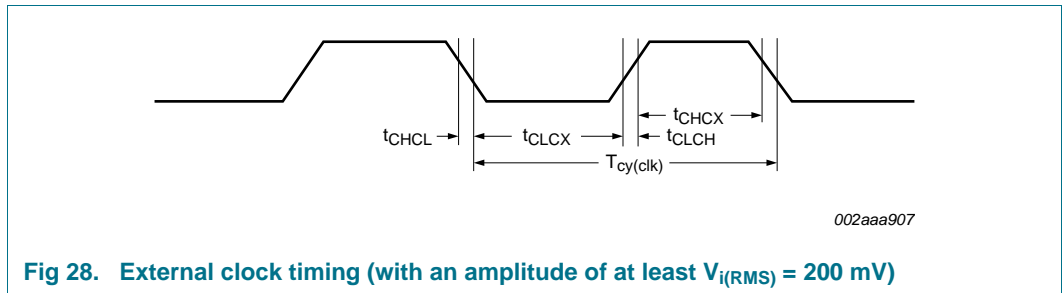 tCHCX
tCHCL tCLCX tCLCH
Tcy(clk)
002aaa907
Fig 28. External clock timing (with an amplitude of at least Vi(RMS) = 200 mV)